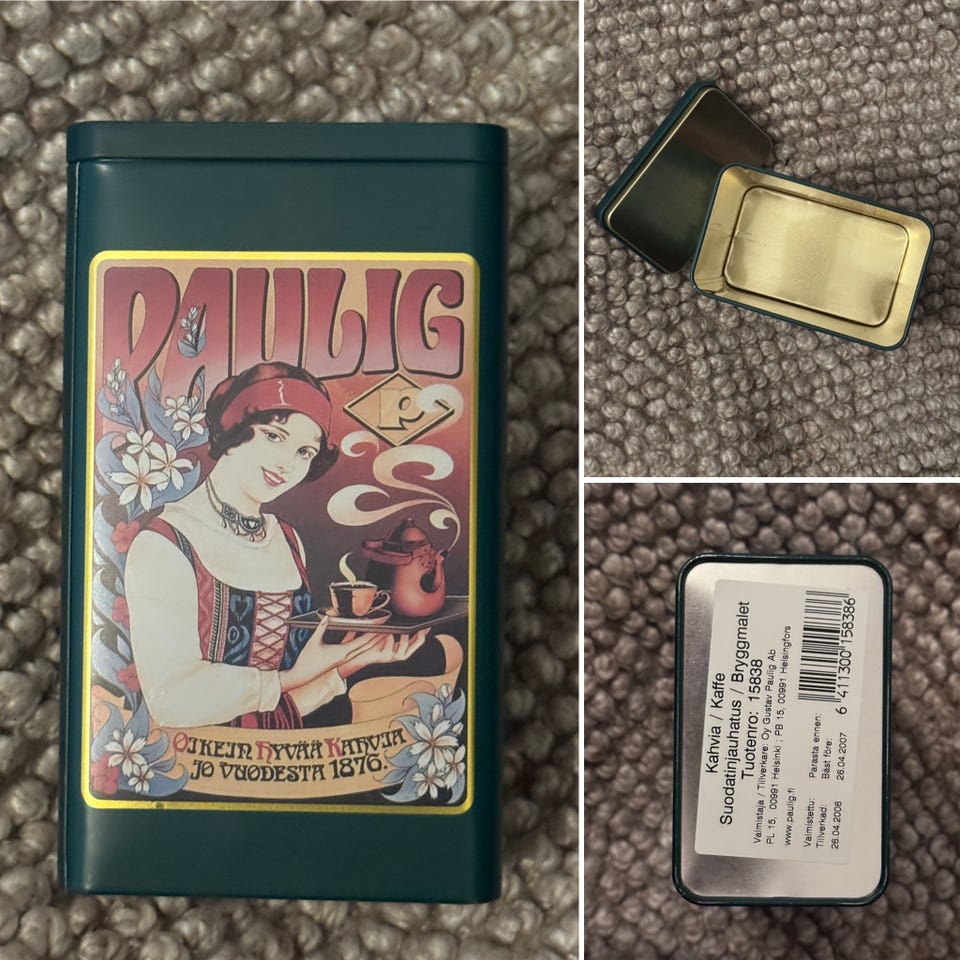 PAULIG
R
OIKEIN HYVÄÄ KAHVIA
JO VUODESTA 1876.
Kahvia / Kaffe
Suodatinjauhatus / Bryggmalet
Tuotenro: 15838
Valmistaja / Tillverkare: Oy Gustav Paulig Ab
PL 15, 00991 Helsinki ; PB 15, 00991 Helsingfors
www.paulig.fi
Valmistettu: Parasta ennen:
Tillverkad: Bäst före:
26.04.2006 26.04.2007
6 411300 158386